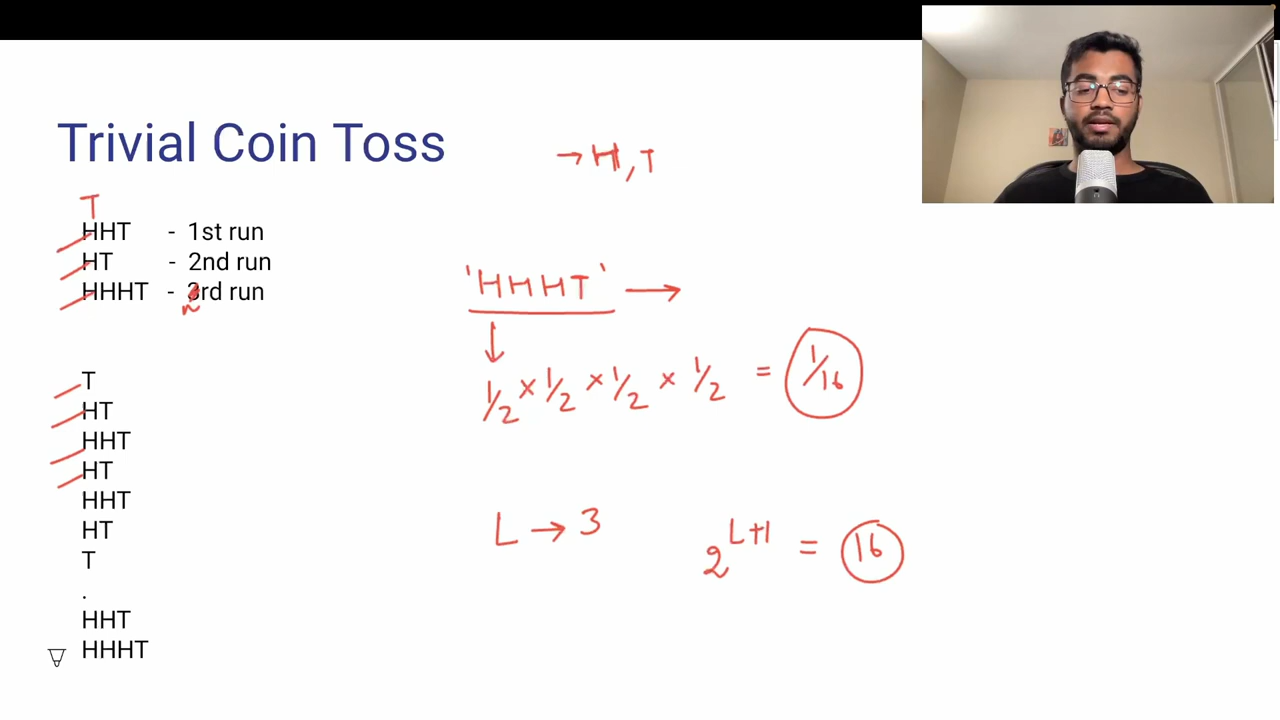 Trivial Coin Toss
→ H, T
T
HHT - 1st run
HT - 2nd run
HHHT - 3rd run
n
'HHHT' →
↓
1/2 × 1/2 × 1/2 × 1/2 = 1/16
T
HT
HHT
HT
HHT
HT
T
.
HHT
HHHT
L → 3
2^{L+1} = 16